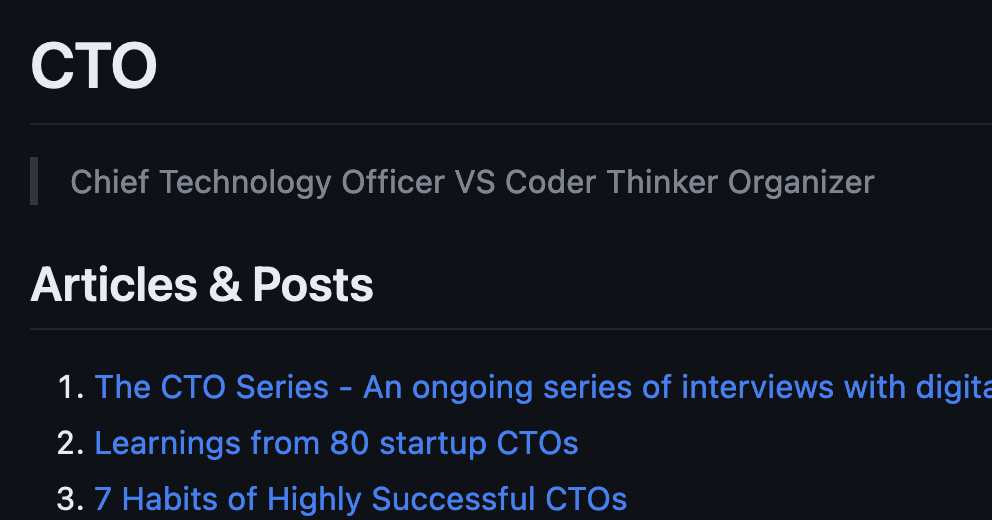 CTO
Chief Technology Officer VS Coder Thinker Organizer
Articles & Posts
1. The CTO Series - An ongoing series of interviews with digita
2. Learnings from 80 startup CTOs
3. 7 Habits of Highly Successful CTOs